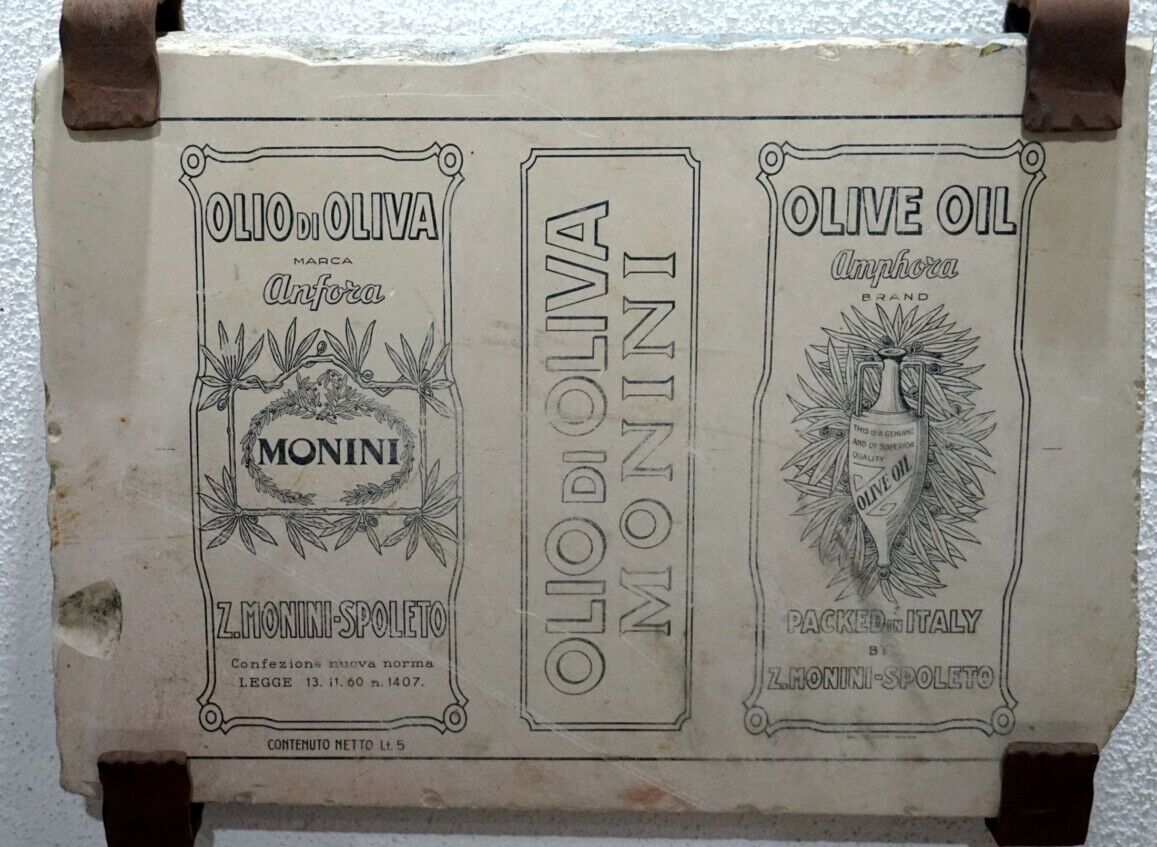 OLIO DI OLIVA
MARCA
Anfora
MONINI
Z.MONINI-SPOLETO
Confezione nuova norma
LEGGE 13. 11. 60 n. 1407.
CONTENUTO NETTO Lt. 5
OLIO DI OLIVA
MONINI
OLIVE OIL
Amphora
BRAND
THIS IS A GENUINE
AND OF SUPERIOR
QUALITY
OLIVE OIL
PACKED IN ITALY
BY
Z.MONINI-SPOLETO